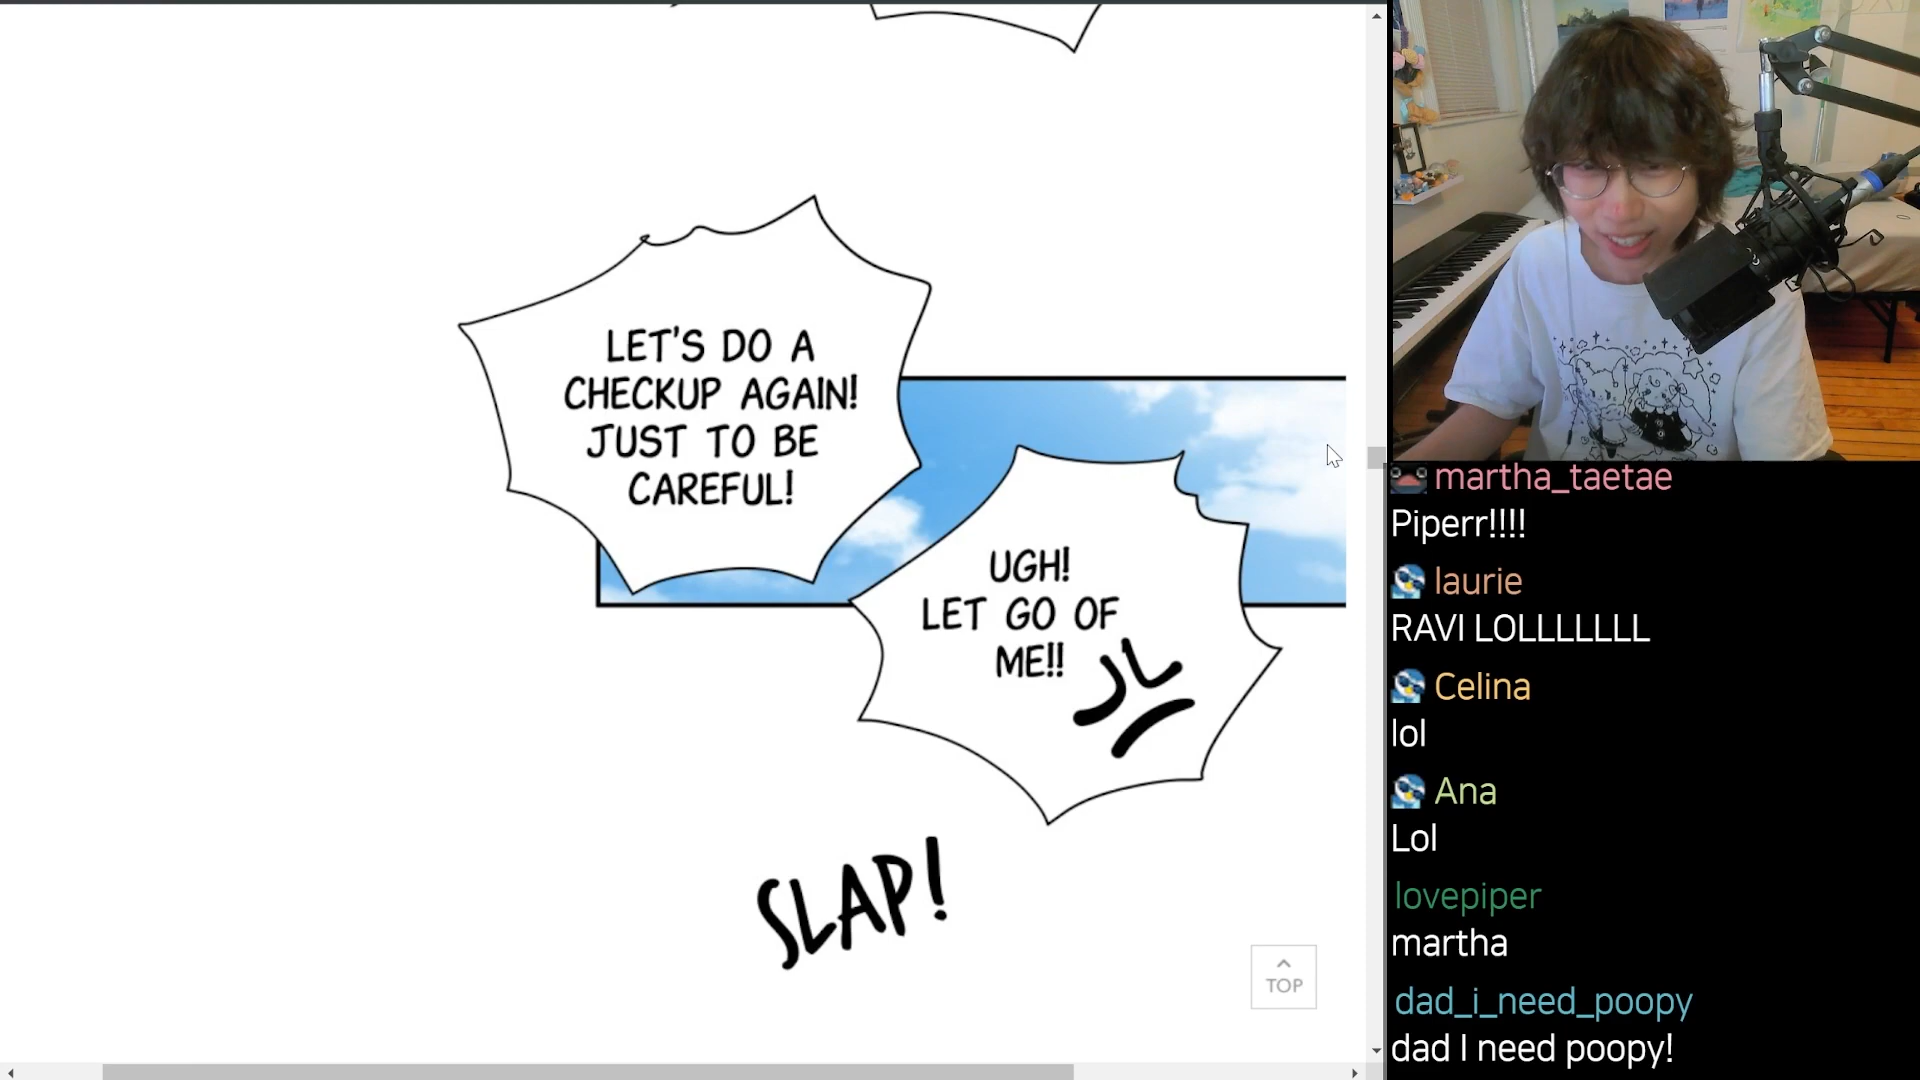 LET'S DO A
CHECKUP AGAIN!
JUST TO BE
CAREFUL!
UGH!
LET GO OF
ME!!
SLAP!
TOP
martha_taetae
Piperr!!!!
laurie
RAVI LOLLLLLLL
Celina
lol
Ana
Lol
lovepiper
martha
dad_i_need_poopy
dad I need poopy!